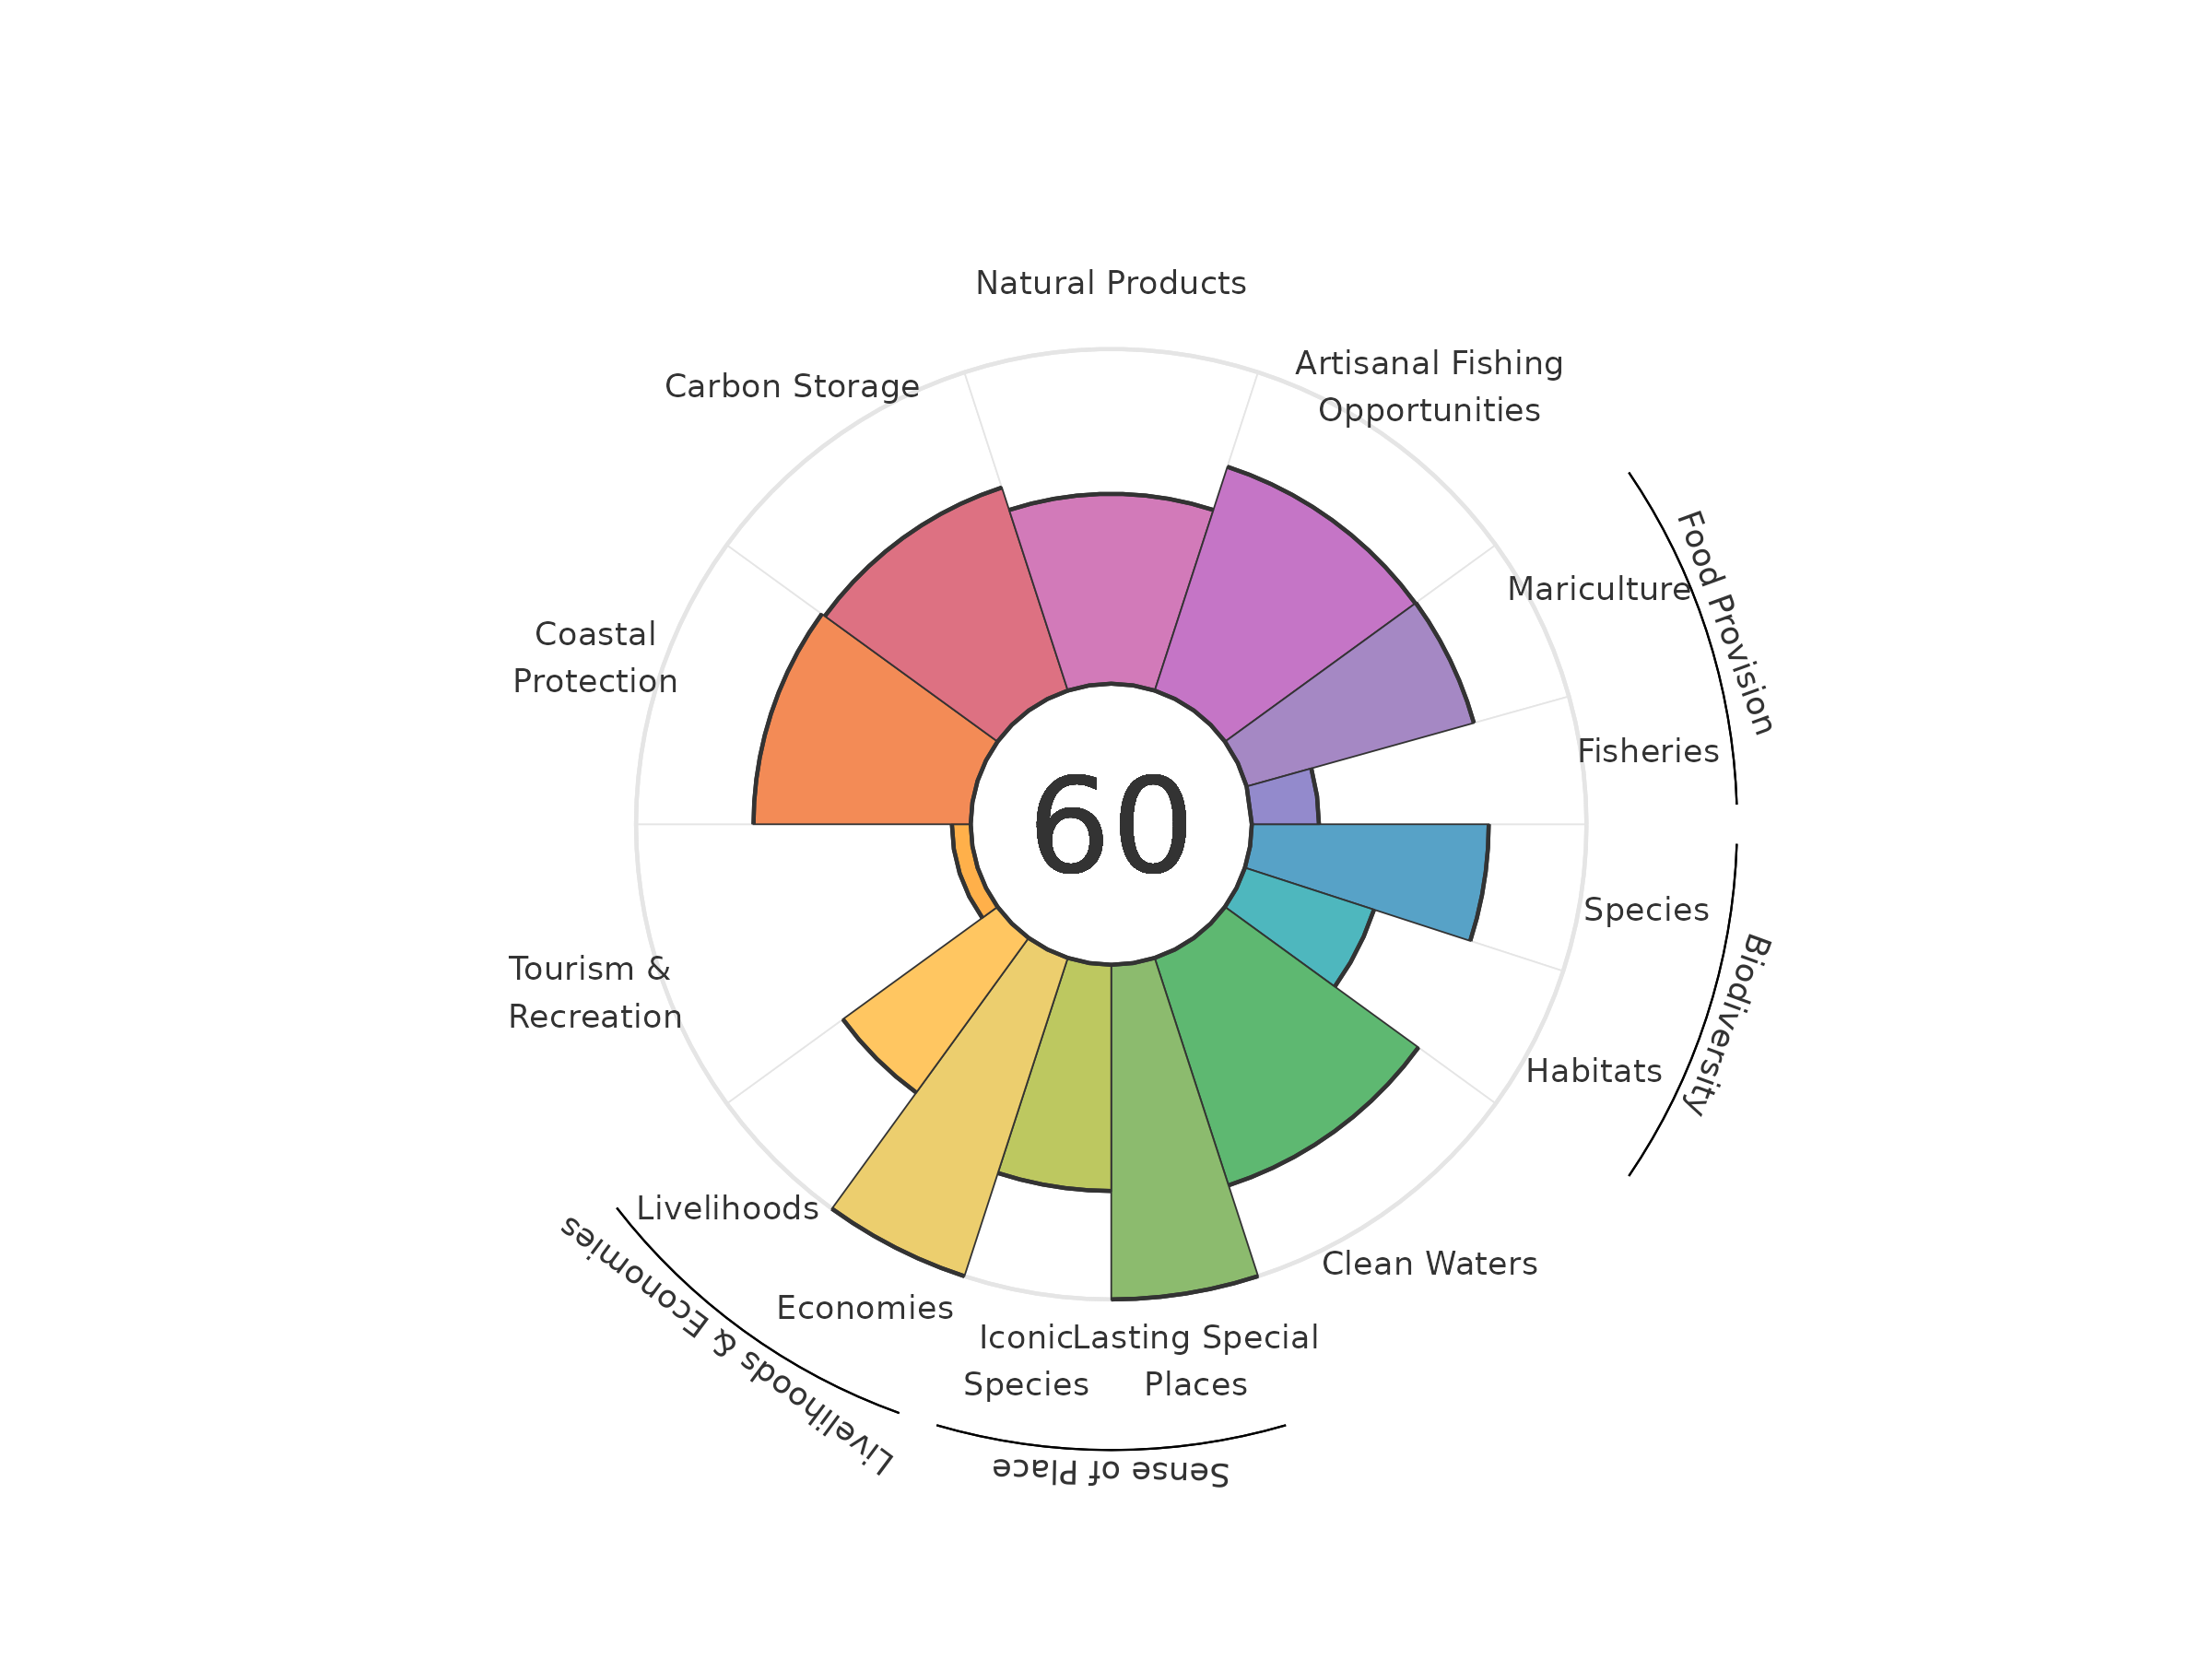 Natural Products
Artisanal Fishing
Opportunities
Carbon Storage
Mariculture
Food Provision
Coastal
Protection
Fisheries
60
Species
Biodiversity
Tourism &
Recreation
Habitats
Livelihoods
Clean Waters
Economies
Livelihoods & Economies
Iconic
Species
Lasting Special
Places
Sense of Place